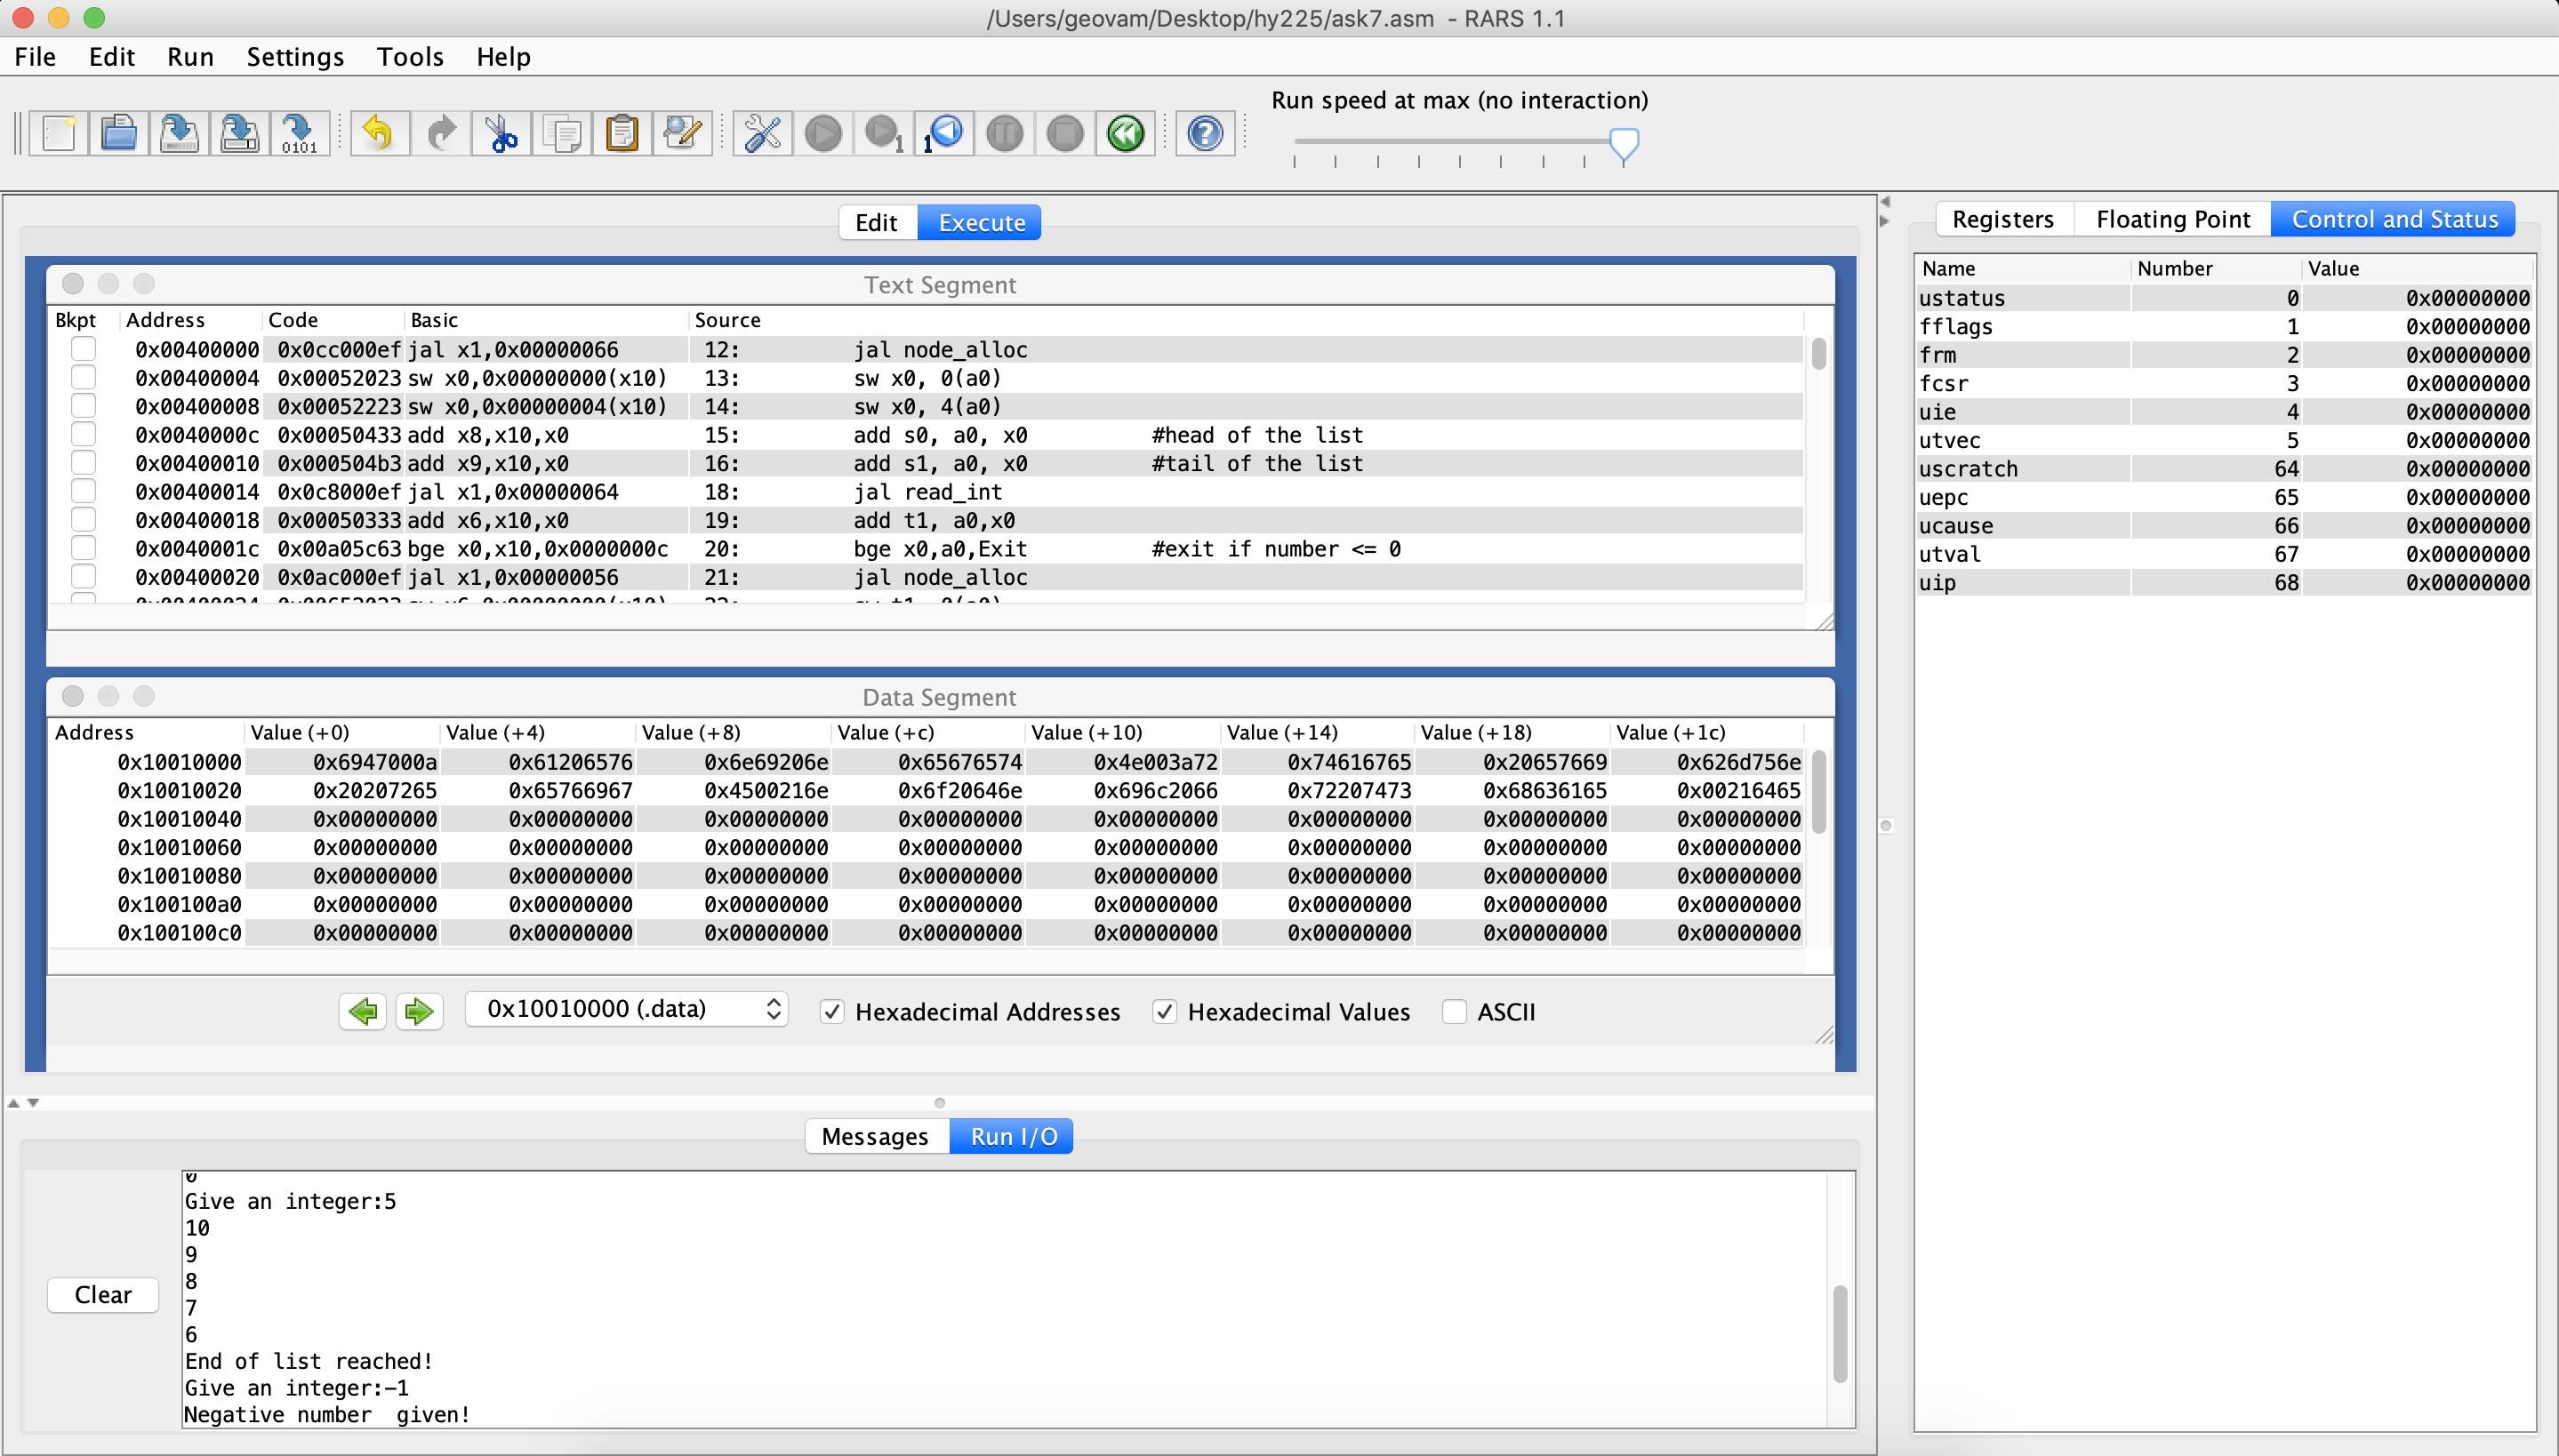 /Users/geovam/Desktop/hy225/ask7.asm - RARS 1.1
File Edit Run Settings Tools Help
Run speed at max (no interaction)
0101 1 1 ?
Edit Execute
Registers Floating Point Control and Status
Text Segment
Bkpt Address Code Basic Source
0x00400000 0x0cc000ef jal x1,0x00000066 12: jal node_alloc
0x00400004 0x00052023 sw x0,0x00000000(x10) 13: sw x0, 0(a0)
0x00400008 0x00052223 sw x0,0x00000004(x10) 14: sw x0, 4(a0)
0x0040000c 0x00050433 add x8,x10,x0 15: add s0, a0, x0 #head of the list
0x00400010 0x000504b3 add x9,x10,x0 16: add s1, a0, x0 #tail of the list
0x00400014 0x0c8000ef jal x1,0x00000064 18: jal read_int
0x00400018 0x00050333 add x6,x10,x0 19: add t1, a0,x0
0x0040001c 0x00a05c63 bge x0,x10,0x0000000c 20: bge x0,a0,Exit #exit if number <= 0
0x00400020 0x0ac000ef jal x1,0x00000056 21: jal node_alloc
Data Segment
Address Value (+0) Value (+4) Value (+8) Value (+c) Value (+10) Value (+14) Value (+18) Value (+1c)
0x10010000 0x6947000a 0x61206576 0x6e69206e 0x65676574 0x4e003a72 0x74616765 0x20657669 0x626d756e
0x10010020 0x20207265 0x65766967 0x4500216e 0x6f20646e 0x696c2066 0x72207473 0x68636165 0x00216465
0x10010040 0x00000000 0x00000000 0x00000000 0x00000000 0x00000000 0x00000000 0x00000000 0x00000000
0x10010060 0x00000000 0x00000000 0x00000000 0x00000000 0x00000000 0x00000000 0x00000000 0x00000000
0x10010080 0x00000000 0x00000000 0x00000000 0x00000000 0x00000000 0x00000000 0x00000000 0x00000000
0x100100a0 0x00000000 0x00000000 0x00000000 0x00000000 0x00000000 0x00000000 0x00000000 0x00000000
0x100100c0 0x00000000 0x00000000 0x00000000 0x00000000 0x00000000 0x00000000 0x00000000 0x00000000
0x10010000 (.data) Hexadecimal Addresses Hexadecimal Values ASCII
Messages Run I/O
Clear
0
Give an integer:5
10
9
8
7
6
End of list reached!
Give an integer:-1
Negative number  given!
Name Number Value
ustatus 0 0x00000000
fflags 1 0x00000000
frm 2 0x00000000
fcsr 3 0x00000000
uie 4 0x00000000
utvec 5 0x00000000
uscratch 64 0x00000000
uepc 65 0x00000000
ucause 66 0x00000000
utval 67 0x00000000
uip 68 0x00000000